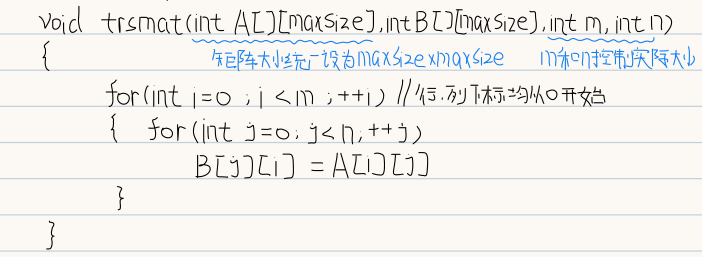 void trsmat(int A[][maxsize],int B[][maxsize],int m,int n)
{ 矩阵大小统一设为maxsize×maxsize m和n控制实际大小
for(int i=0;i<m;++i) //行.列下标均从0开始
{ for(int j=0;j<n;++j)
B[j][i]=A[i][j]
}
}